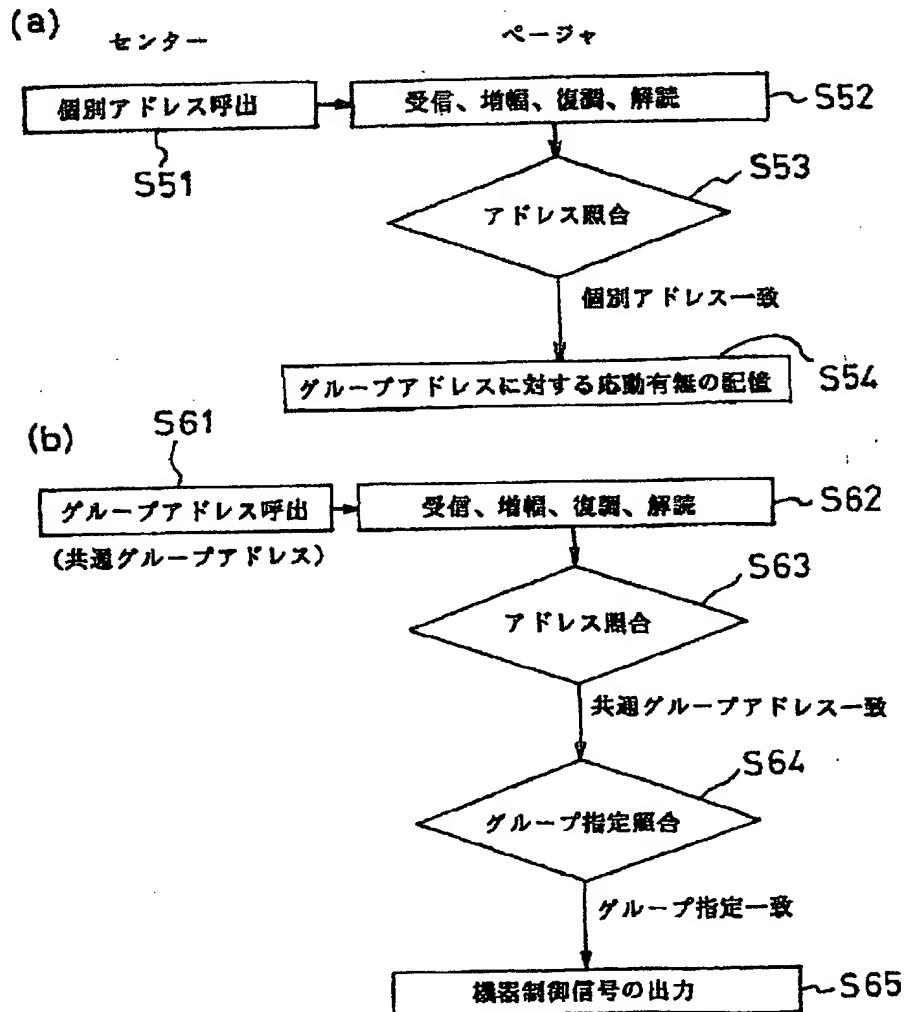 (a)
センター　ページャ
個別アドレス呼出
受信、増幅、復調、解読
S52
S51
S53
アドレス照合
個別アドレス一致
グループアドレスに対する応動有無の記憶
S54
S61
(b)
グループアドレス呼出
受信、増幅、復調、解読
S62
(共通グループアドレス)
S63
アドレス照合
共通グループアドレス一致
S64
グループ指定照合
グループ指定一致
機器制御信号の出力
S65